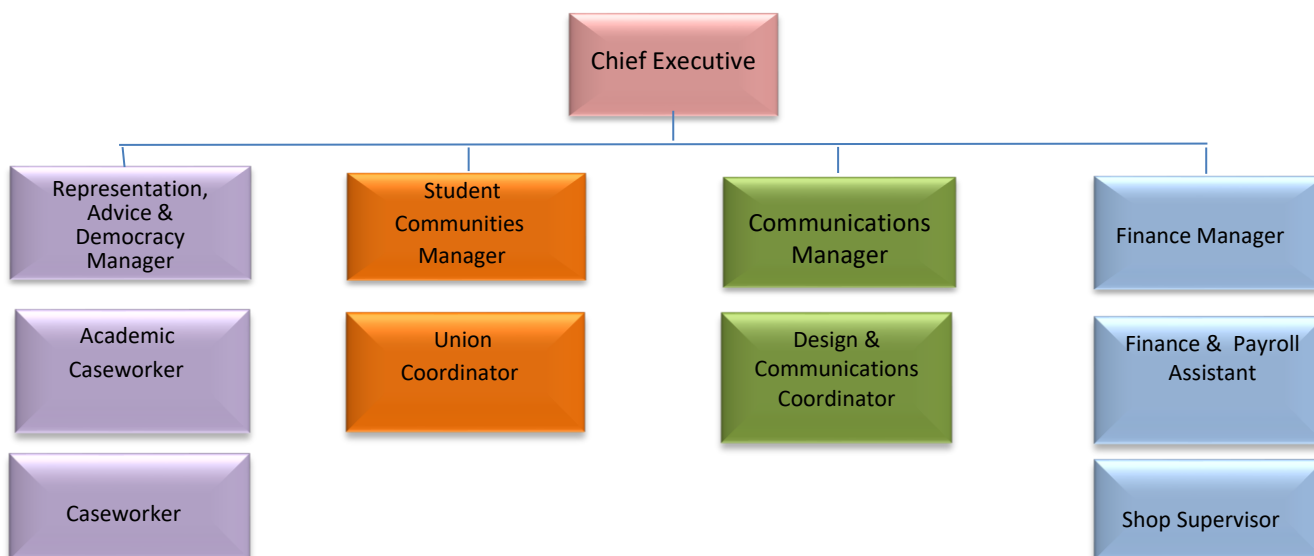 Chief Executive
Representation,
Advice &
Democracy
Manager
Student
Communities
Manager
Communications
Manager
Finance Manager
Academic
Caseworker
Union
Coordinator
Design &
Communications
Coordinator
Finance & Payroll
Assistant
Caseworker
Shop Supervisor